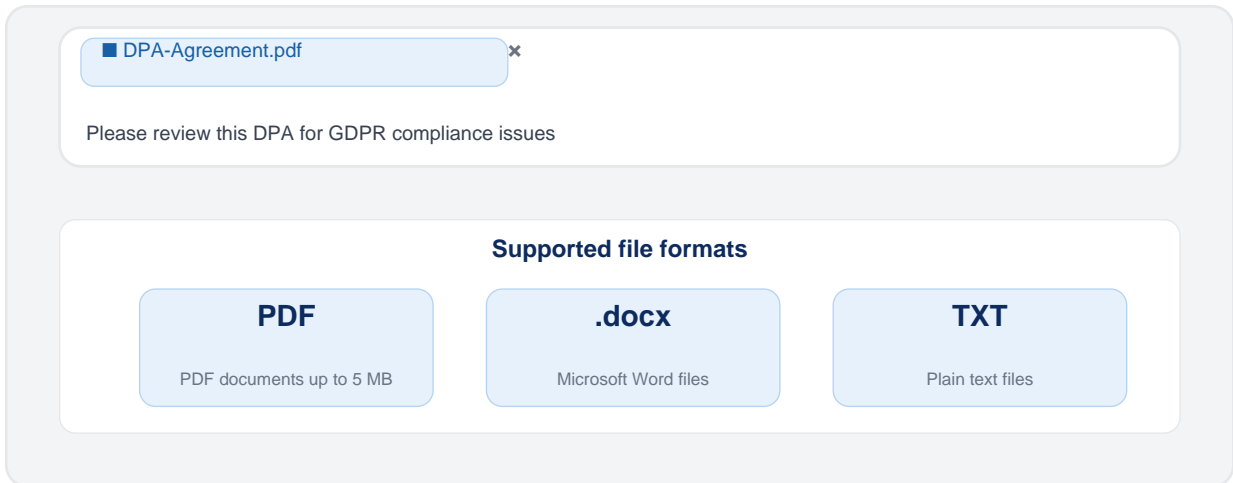 ■ DPA-Agreement.pdf ×
Please review this DPA for GDPR compliance issues
Supported file formats
PDF .docx TXT
PDF documents up to 5 MB Microsoft Word files Plain text files